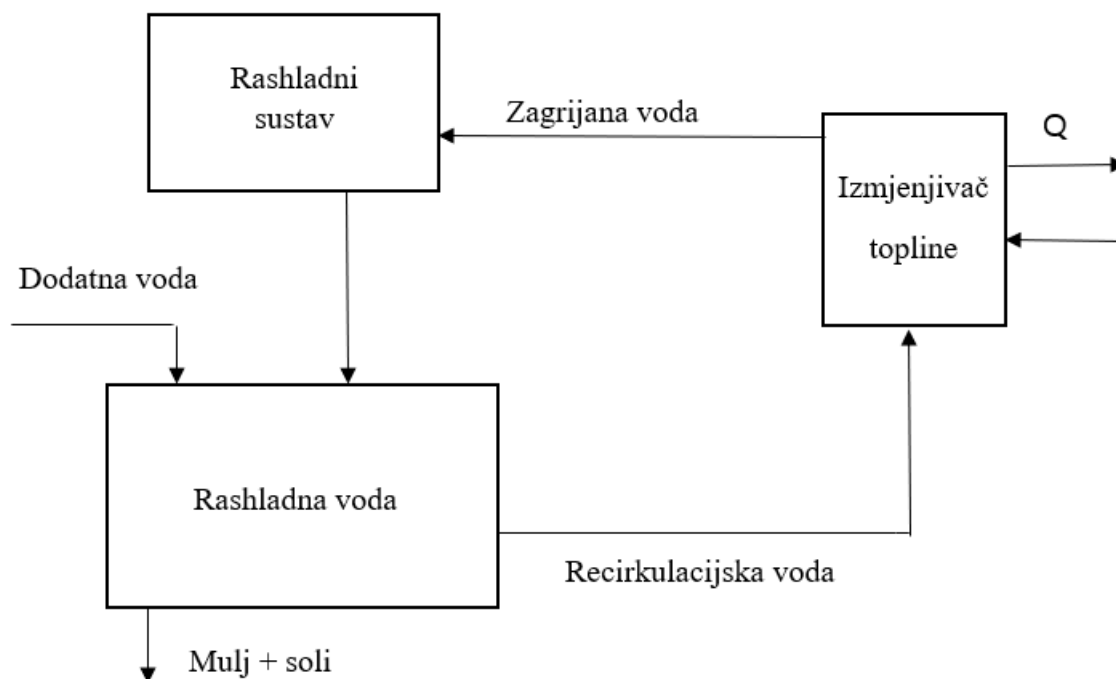 Rashladni
sustav
Zagrijana voda
Q
Izmjenjivač
topline
Dodatna voda
Rashladna voda
Recirkulacijska voda
Mulj + soli